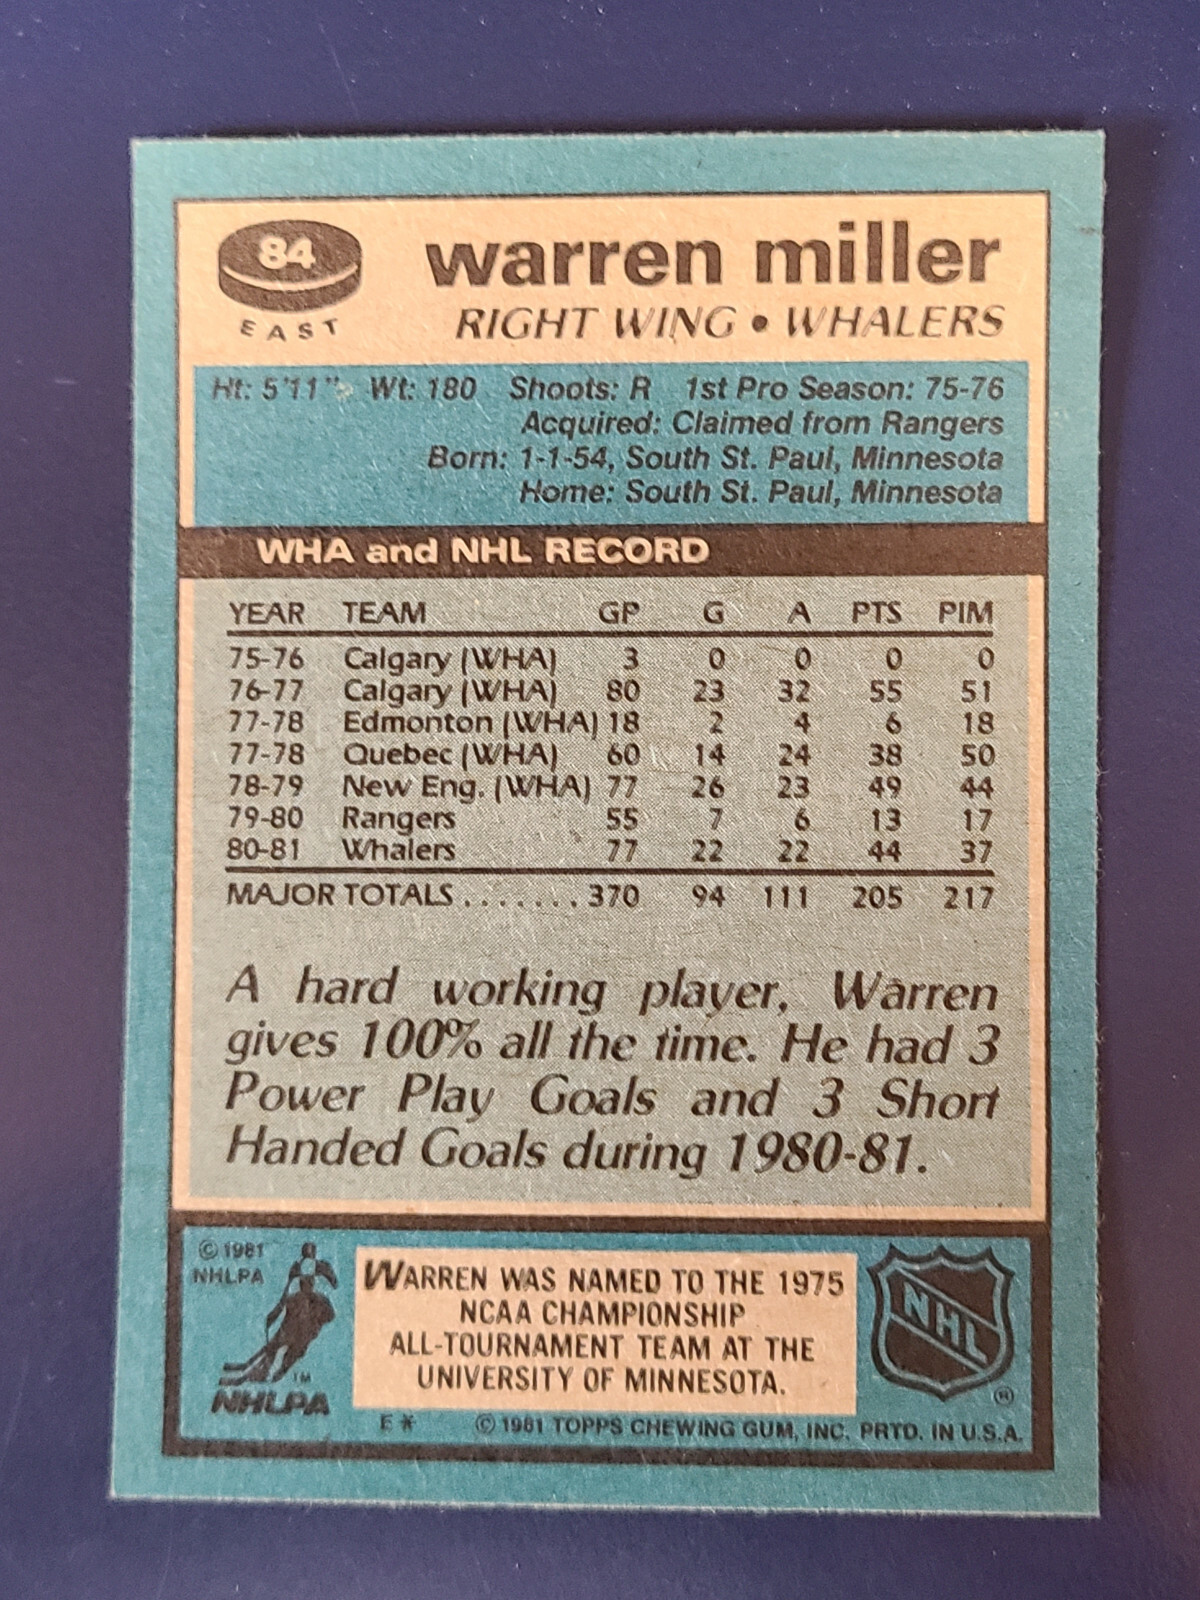 84
EAST
warren miller
RIGHT WING • WHALERS
Ht: 5'11" Wt: 180 Shoots: R 1st Pro Season: 75-76
Acquired: Claimed from Rangers
Born: 1-1-54, South St. Paul, Minnesota
Home: South St. Paul, Minnesota
WHA and NHL RECORD
YEAR TEAM GP G A PTS PIM
75-76 Calgary (WHA) 3 0 0 0 0
76-77 Calgary (WHA) 80 23 32 55 51
77-78 Edmonton (WHA) 18 2 4 6 18
77-78 Quebec (WHA) 60 14 24 38 50
78-79 New Eng. (WHA) 77 26 23 49 44
79-80 Rangers 55 7 6 13 17
80-81 Whalers 77 22 22 44 37
MAJOR TOTALS ....... 370 94 111 205 217
A hard working player, Warren
gives 100% all the time. He had 3
Power Play Goals and 3 Short
Handed Goals during 1980-81.
© 1981
NHLPA
TM
NHLPA
WARREN WAS NAMED TO THE 1975
NCAA CHAMPIONSHIP
ALL-TOURNAMENT TEAM AT THE
UNIVERSITY OF MINNESOTA.
NHL
®
E* © 1981 TOPPS CHEWING GUM, INC. PRTD. IN U.S.A.